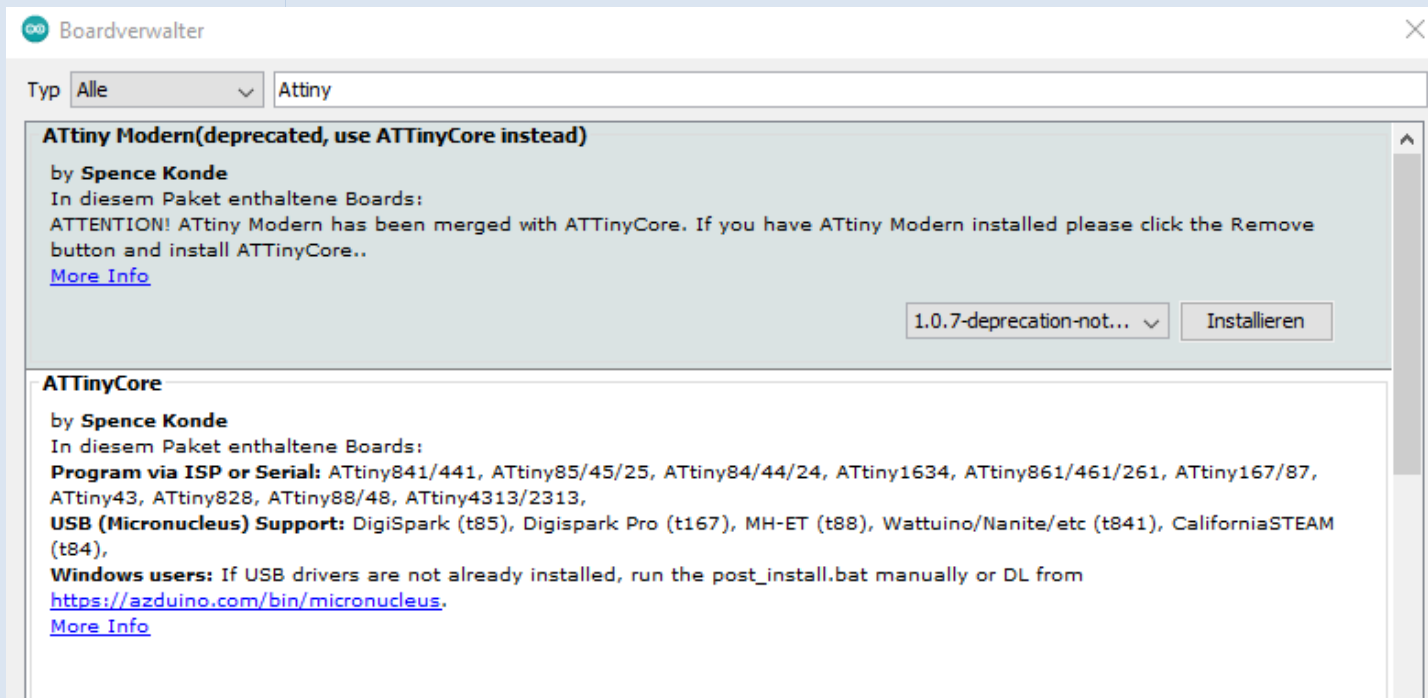 Boardverwalter
Typ Alle Attiny
ATtiny Modern(deprecated, use ATTinyCore instead)
by Spence Konde
In diesem Paket enthaltene Boards:
ATTENTION! ATtiny Modern has been merged with ATTinyCore. If you have ATtiny Modern installed please click the Remove
button and install ATTinyCore..
More Info
1.0.7-deprecation-not... Installieren
ATTinyCore
by Spence Konde
In diesem Paket enthaltene Boards:
Program via ISP or Serial: ATtiny841/441, ATtiny85/45/25, ATtiny84/44/24, ATtiny1634, ATtiny861/461/261, ATtiny167/87,
ATtiny43, ATtiny828, ATtiny88/48, ATtiny4313/2313,
USB (Micronucleus) Support: DigiSpark (t85), Digispark Pro (t167), MH-ET (t88), Wattuino/Nanite/etc (t841), CaliforniaSTEAM
(t84),
Windows users: If USB drivers are not already installed, run the post_install.bat manually or DL from
https://azduino.com/bin/micronucleus.
More Info